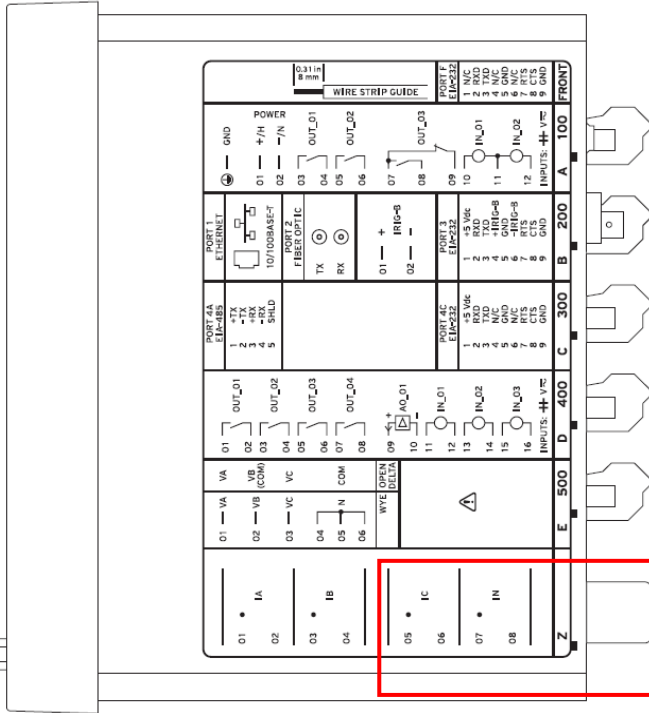 0.31 in
8 mm
WIRE STRIP GUIDE
PORT F
EIA-232
1 N/C
2 RXD
3 TXD
4 N/C
5 GND
6 N/C
7 RTS
8 CTS
9 GND
FRONT
GND
POWER
01 +/H
02 -/N
OUT_01
03
04
OUT_02
05
06
OUT_03
07
08
09
IN_01
10
11
IN_02
12
INPUTS: V
A 100
PORT 1
ETHERNET
10/100BASE-T
PORT 2
FIBER OPTIC
TX
RX
IRIG-B
01 +
02 -
PORT 3
EIA-232
1 +5 Vdc
2 RXD
3 TXD
4 +IRIG-B
5 GND
6 -IRIG-B
7 RTS
8 CTS
9 GND
B 200
PORT 4A
EIA-485
1 +TX
2 -TX
3 +RX
4 -RX
5 SHLD
PORT 4C
EIA-232
1 +5 Vdc
2 RXD
3 TXD
4 N/C
5 GND
6 N/C
7 RTS
8 CTS
9 GND
C 300
OUT_01
01
02
OUT_02
03
04
OUT_03
05
06
OUT_04
07
08
AO_01
09 +
10 -
IN_01
11
12
IN_02
13
14
IN_03
15
16
INPUTS: V
D 400
01 VA VA
02 VB VB (COM)
03 VC VC
04
05 N COM
06
WYE OPEN DELTA
E 500
01 IA
02
03 IB
04
05 IC
06
07 IN
08
Z